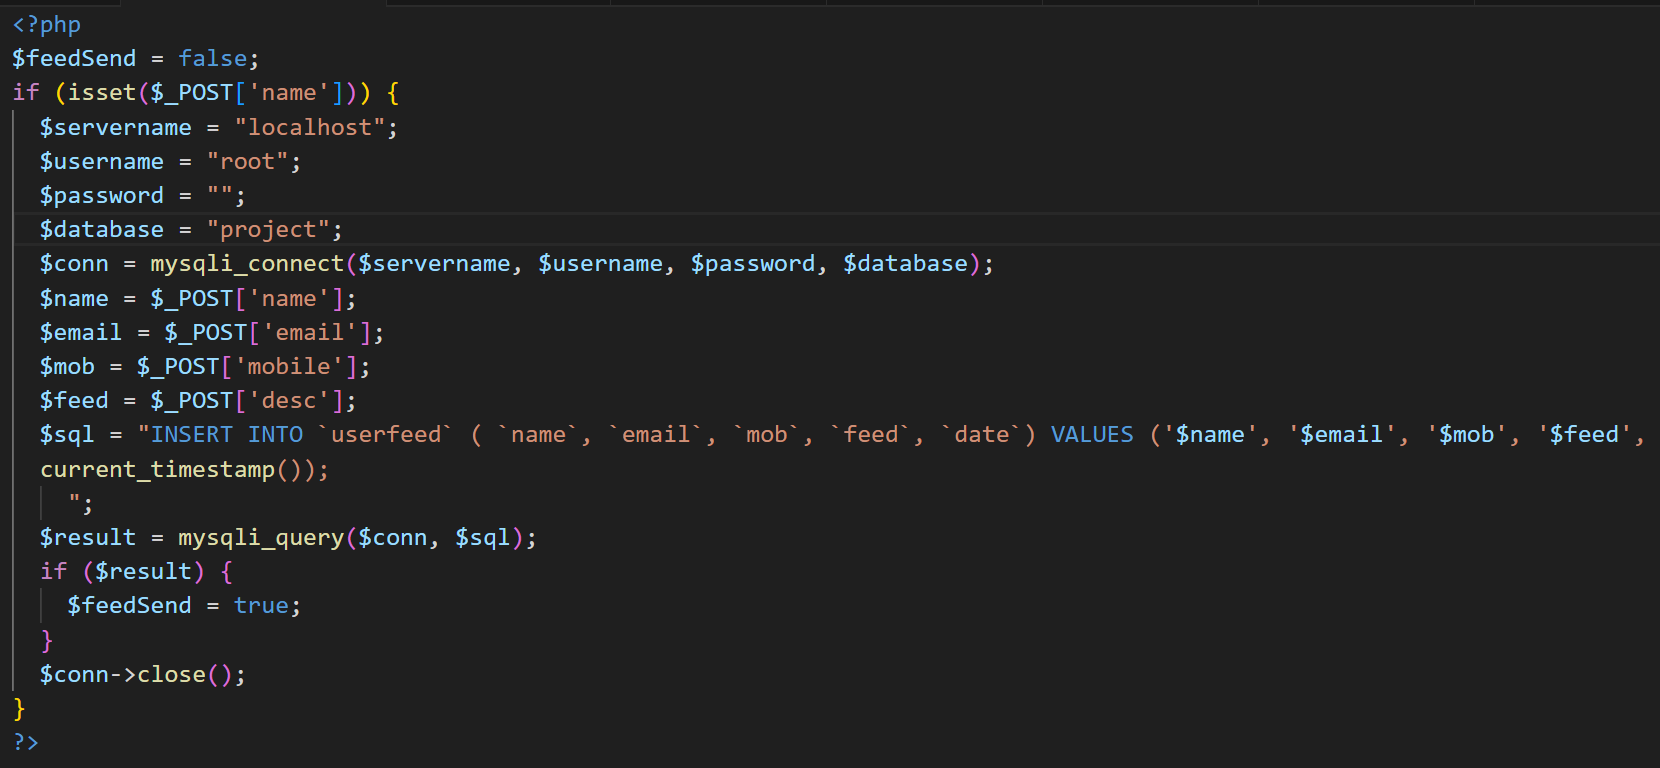 <?php
$feedSend = false;
if (isset($_POST['name'])) {
$servername = "localhost";
$username = "root";
$password = "";
$database = "project";
$conn = mysqli_connect($servername, $username, $password, $database);
$name = $_POST['name'];
$email = $_POST['email'];
$mob = $_POST['mobile'];
$feed = $_POST['desc'];
$sql = "INSERT INTO `userfeed` ( `name`, `email`, `mob`, `feed`, `date`) VALUES ('$name', '$email', '$mob', '$feed',
current_timestamp());
";
$result = mysqli_query($conn, $sql);
if ($result) {
$feedSend = true;
}
$conn->close();
}
?>